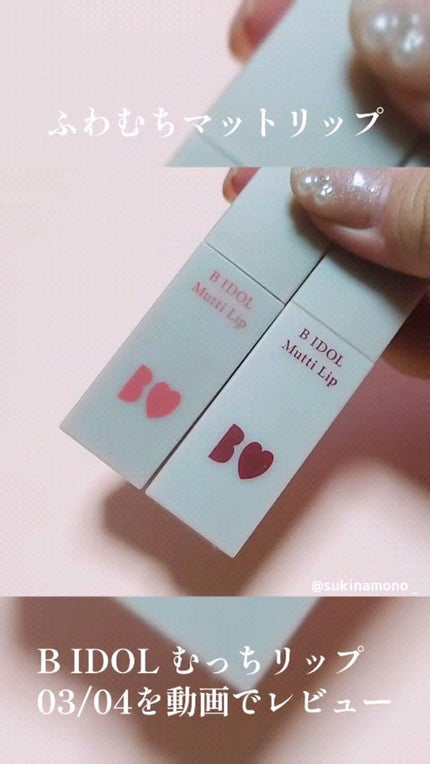 ふわむちマットリップ
B IDOL
Mutti Lip
B
B IDOL
Mutti Lip
B
@sukinamono_
B IDOL むっちリップ
03/04を動画でレビュー